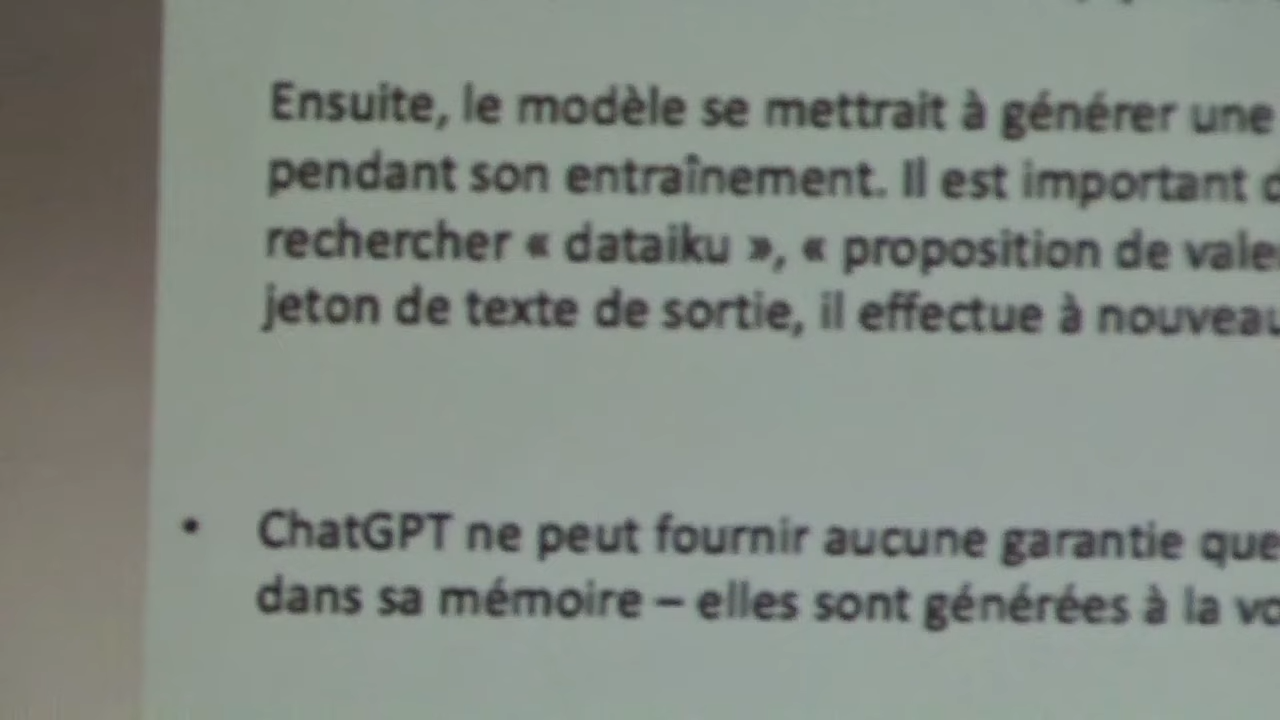 Ensuite, le modèle se mettrait à générer une
pendant son entraînement. Il est important
rechercher « dataiku », « proposition de
jeton de texte de sortie, il effectue à nouveau
• ChatGPT ne peut fournir aucune garantie que
dans sa mémoire – elles sont générées à la